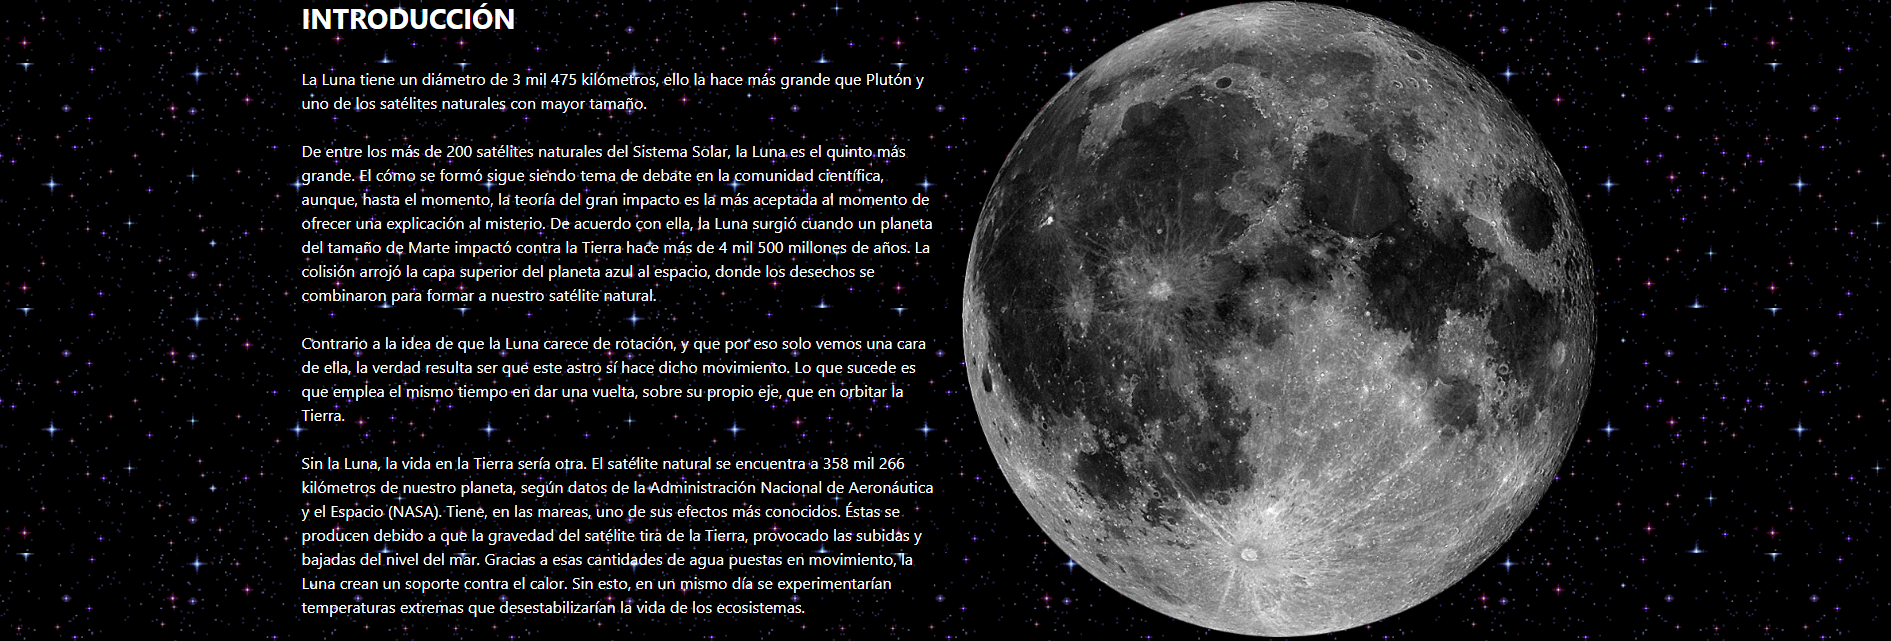 INTRODUCCIÓN
La Luna tiene un diámetro de 3 mil 475 kilómetros, ello la hace más grande que Plutón y
uno de los satélites naturales con mayor tamaño.
De entre los más de 200 satélites naturales del Sistema Solar, la Luna es el quinto más
grande. El cómo se formó sigue siendo tema de debate en la comunidad científica,
aunque, hasta el momento, la teoría del gran impacto es la más aceptada al momento de
ofrecer una explicación al misterio. De acuerdo con ella, la Luna surgió cuando un planeta
del tamaño de Marte impactó contra la Tierra hace más de 4 mil 500 millones de años. La
colisión arrojó la capa superior del planeta azul al espacio, donde los desechos se
combinaron para formar a nuestro satélite natural.
Contrario a la idea de que la Luna carece de rotación, y que por eso solo vemos una cara
de ella, la verdad resulta ser que este astro sí hace dicho movimiento. Lo que sucede es
que emplea el mismo tiempo en dar una vuelta, sobre su propio eje, que en orbitar la
Tierra.
Sin la Luna, la vida en la Tierra sería otra. El satélite natural se encuentra a 358 mil 266
kilómetros de nuestro planeta, según datos de la Administración Nacional de Aeronáutica
y el Espacio (NASA). Tiene, en las mareas, uno de sus efectos más conocidos. Éstas se
producen debido a que la gravedad del satélite tira de la Tierra, provocado las subidas y
bajadas del nivel del mar. Gracias a esas cantidades de agua puestas en movimiento, la
Luna crean un soporte contra el calor. Sin esto, en un mismo día se experimentarían
temperaturas extremas que desestabilizarían la vida de los ecosistemas.